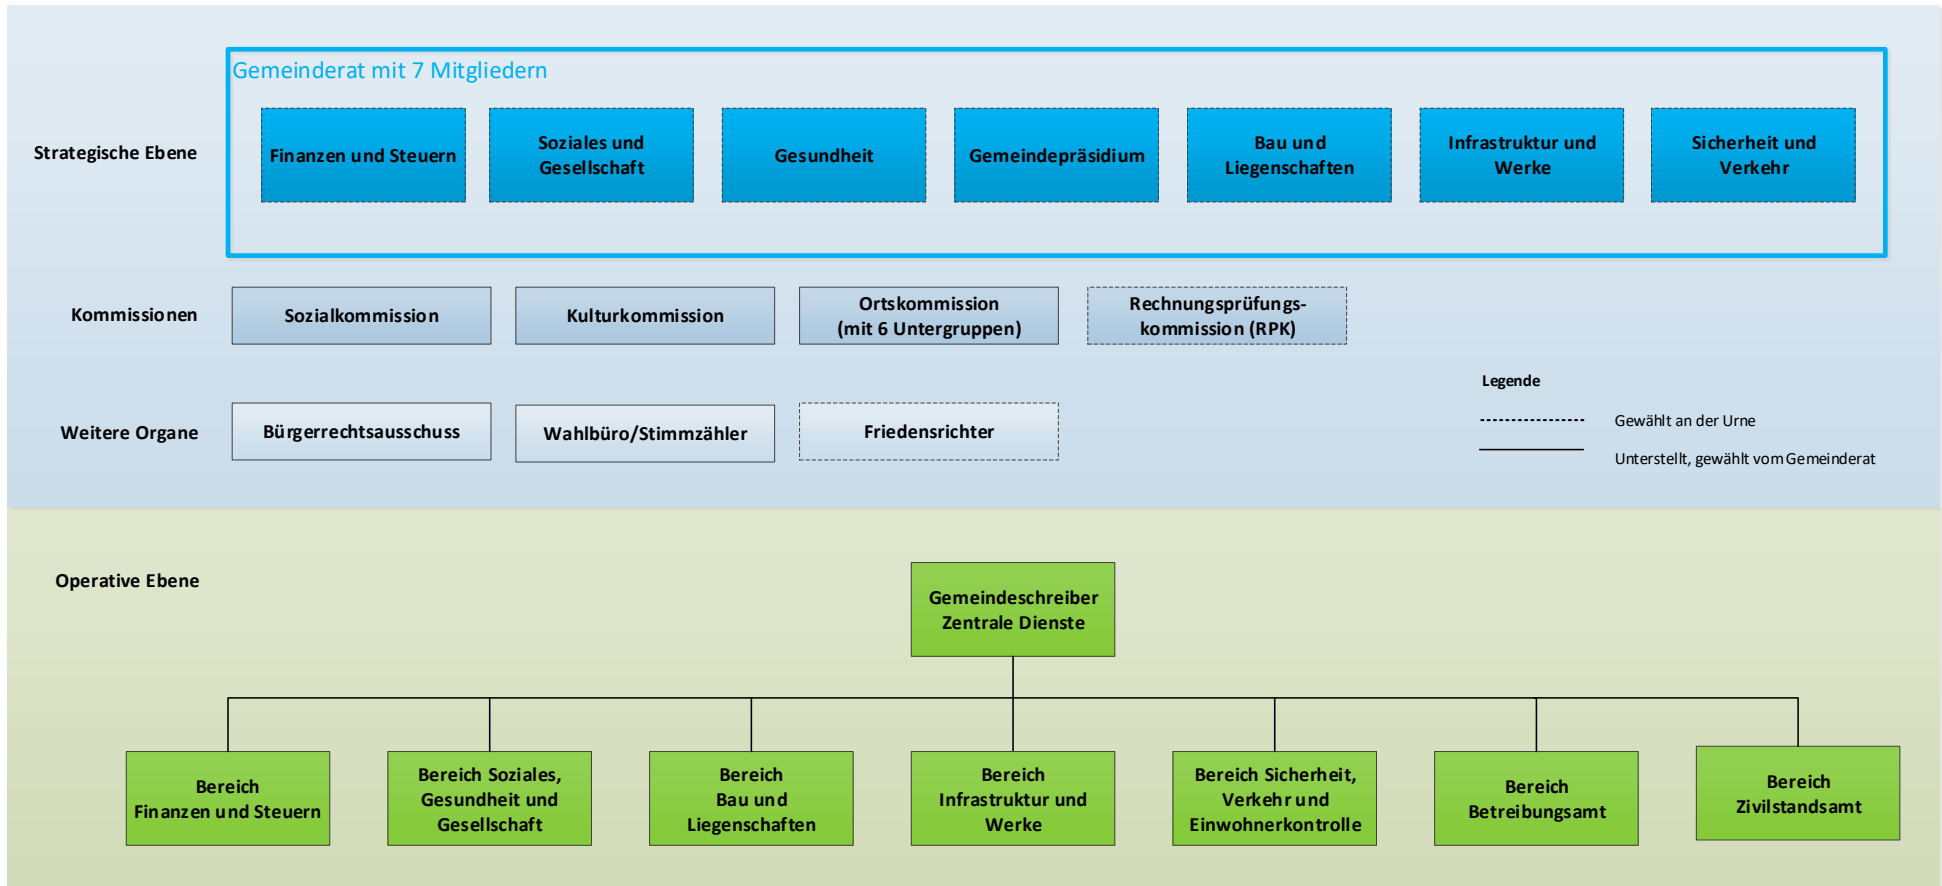 Gemeinderat mit 7 Mitgliedern
Strategische Ebene
Finanzen und Steuern
Soziales und
Gesellschaft
Gesundheit
Gemeindepräsidium
Bau und
Liegenschaften
Infrastruktur und
Werke
Sicherheit und
Verkehr
Kommissionen
Sozialkommission
Kulturkommission
Ortskommission
(mit 6 Untergruppen)
Rechnungsprüfungs-
kommission (RPK)
Weitere Organe
Bürgerrechtsausschuss
Wahlbüro/Stimmzähler
Friedensrichter
Legende
Gewählt an der Urne
Unterstellt, gewählt vom Gemeinderat
Operative Ebene
Gemeindeschreiber
Zentrale Dienste
Bereich
Finanzen und Steuern
Bereich Soziales,
Gesundheit und
Gesellschaft
Bereich
Bau und
Liegenschaften
Bereich
Infrastruktur und
Werke
Bereich Sicherheit,
Verkehr und
Einwohnerkontrolle
Bereich
Betreibungsamt
Bereich
Zivilstandsamt